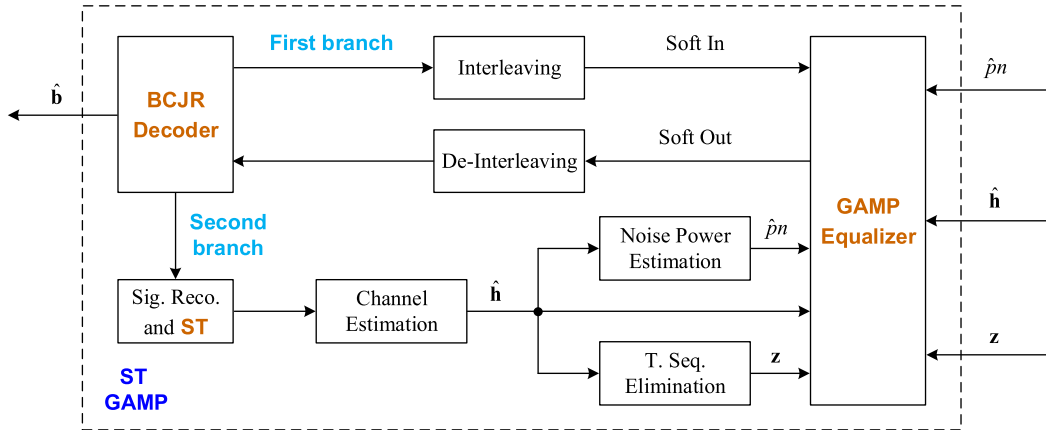 First branch
Soft In
BCJR
Decoder
Interleaving
p̂n
b̂
Soft Out
De-Interleaving
GAMP
Equalizer
ĥ
Second
branch
Noise Power
Estimation
p̂n
Sig. Reco.
and ST
Channel
Estimation
ĥ
T. Seq.
Elimination
z
z
ST
GAMP